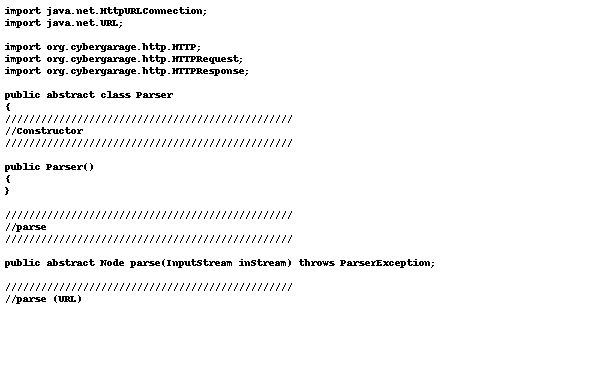 import java.net.HttpURLConnection;
import java.net.URL;
import org.cybergarage.http.HTTP;
import org.cybergarage.http.HTTPRequest;
import org.cybergarage.http.HTTPResponse;
public abstract class Parser
{
////////////////////////////////////////////////
//Constructor
////////////////////////////////////////////////
public Parser()
{
}
////////////////////////////////////////////////
//parse
////////////////////////////////////////////////
public abstract Node parse(InputStream inStream) throws ParserException;
////////////////////////////////////////////////
//parse (URL)